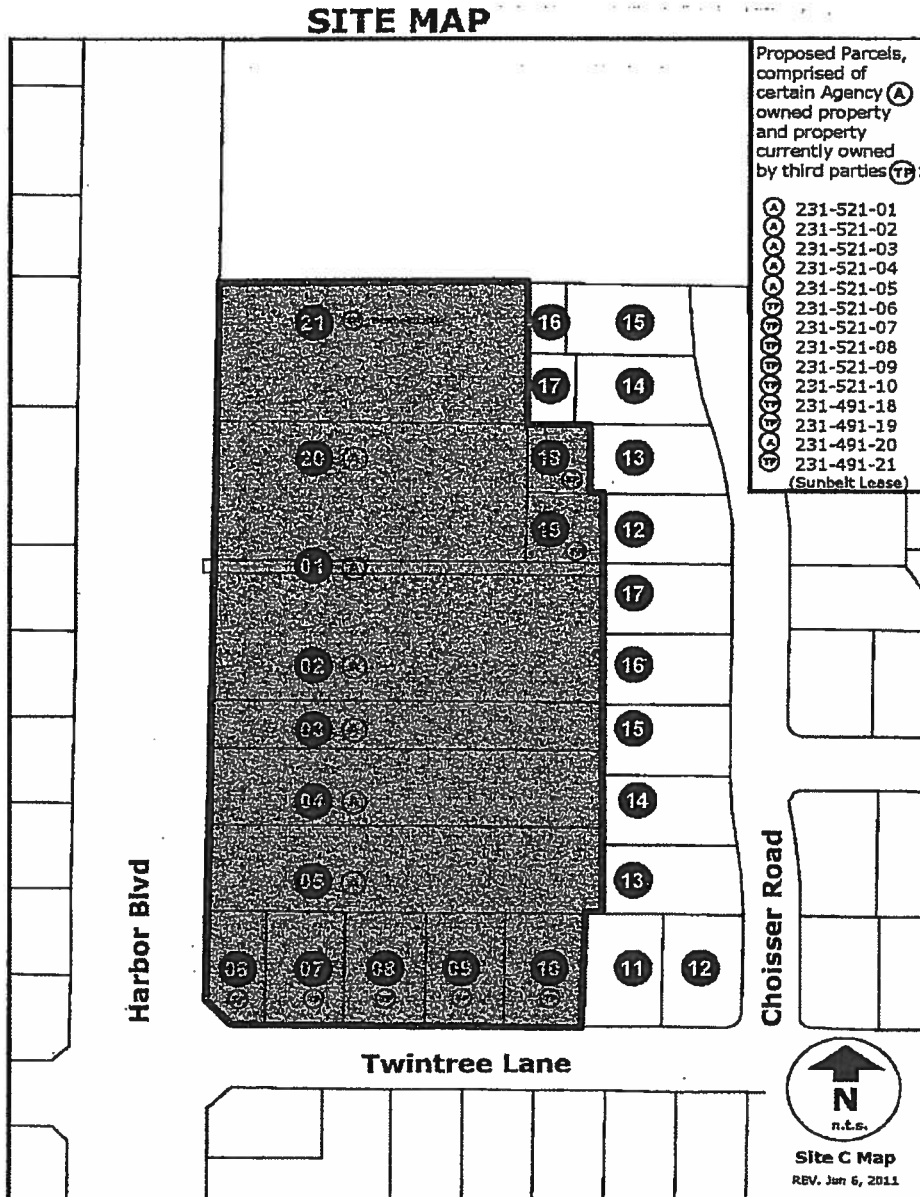 SITE MAP
Proposed Parcels,
comprised of
certain Agency A
owned property
and property
currently owned
by third parties TP:
A 231-521-01
A 231-521-02
A 231-521-03
A 231-521-04
A 231-521-05
TP 231-521-06
TP 231-521-07
TP 231-521-08
TP 231-521-09
TP 231-521-10
TP 231-491-18
TP 231-491-19
A 231-491-20
TP 231-491-21
(Sunbelt Lease)
21
16
15
17
14
20 A
13
12
01 A
17
02 A
16
03 A
15
04 A
14
05 A
13
06
07
08
09
10
11
12
TP
TP
TP
TP
TP
Harbor Blvd
Choisser Road
Twintree Lane
N
n.t.s.
Site C Map
REV. Jun 6, 2011